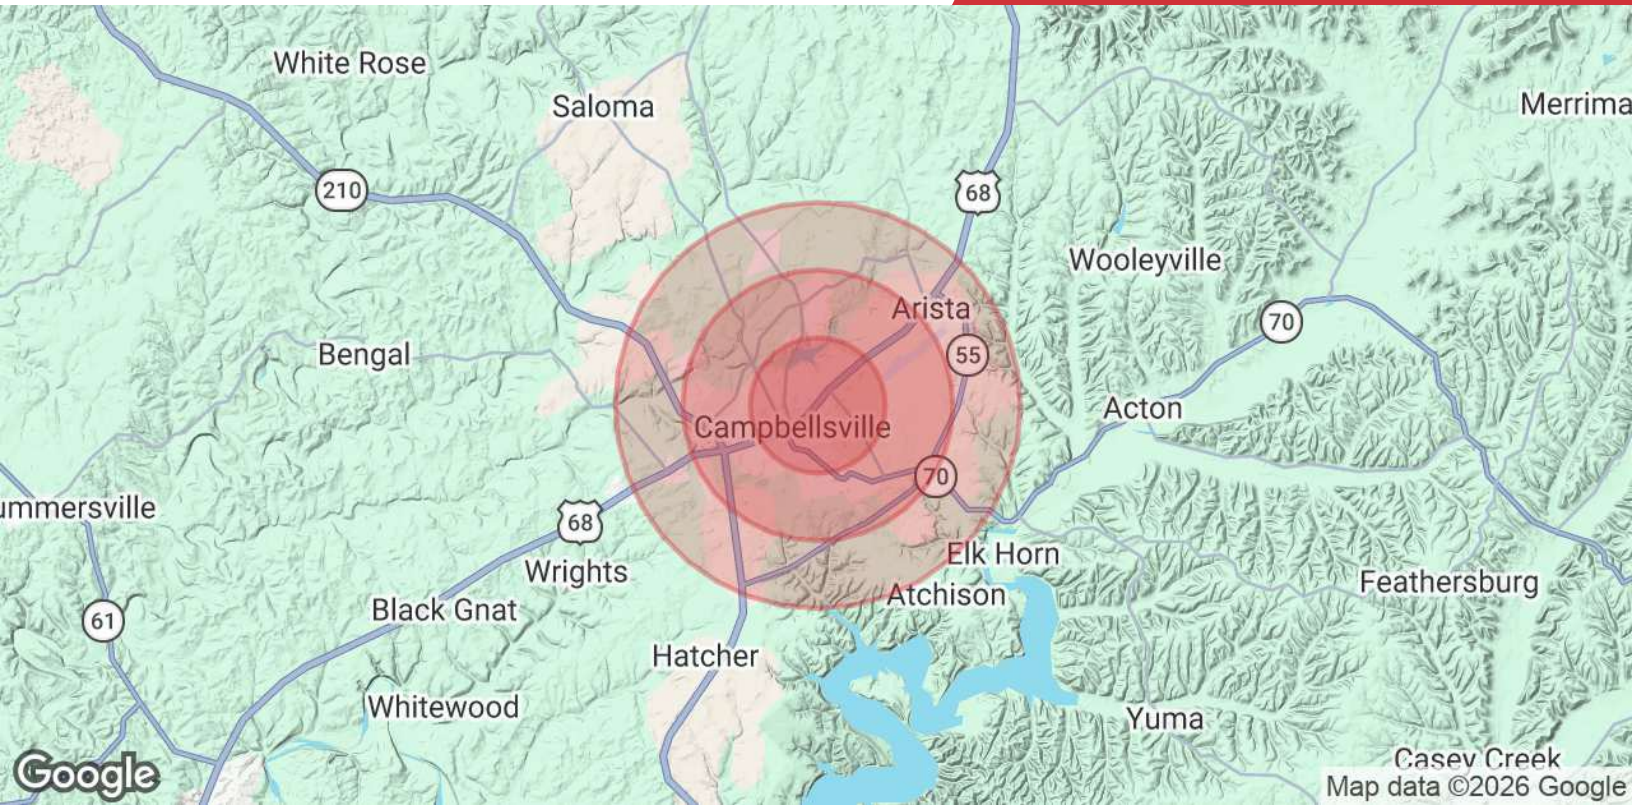 White Rose
Saloma
Merrima
210
68
Wooleyville
Arista
70
Bengal
55
Acton
Campbellsville
70
ummersville
68
Elk Horn
Wrights
Feathersburg
Atchison
Black Gnat
61
Hatcher
Whitewood
Yuma
Casey Creek
Google
Map data ©2026 Google